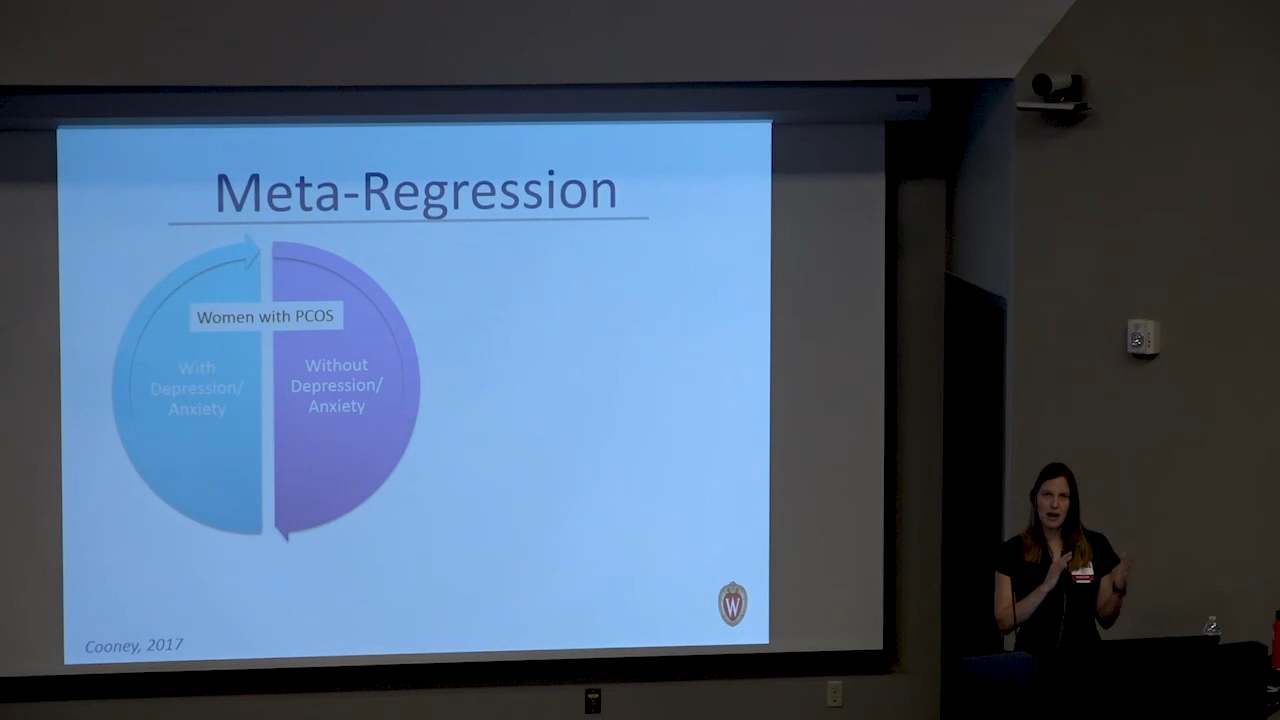 Meta-Regression
Women with PCOS
With
Depression/
Anxiety
Without
Depression/
Anxiety
W
Cooney, 2017